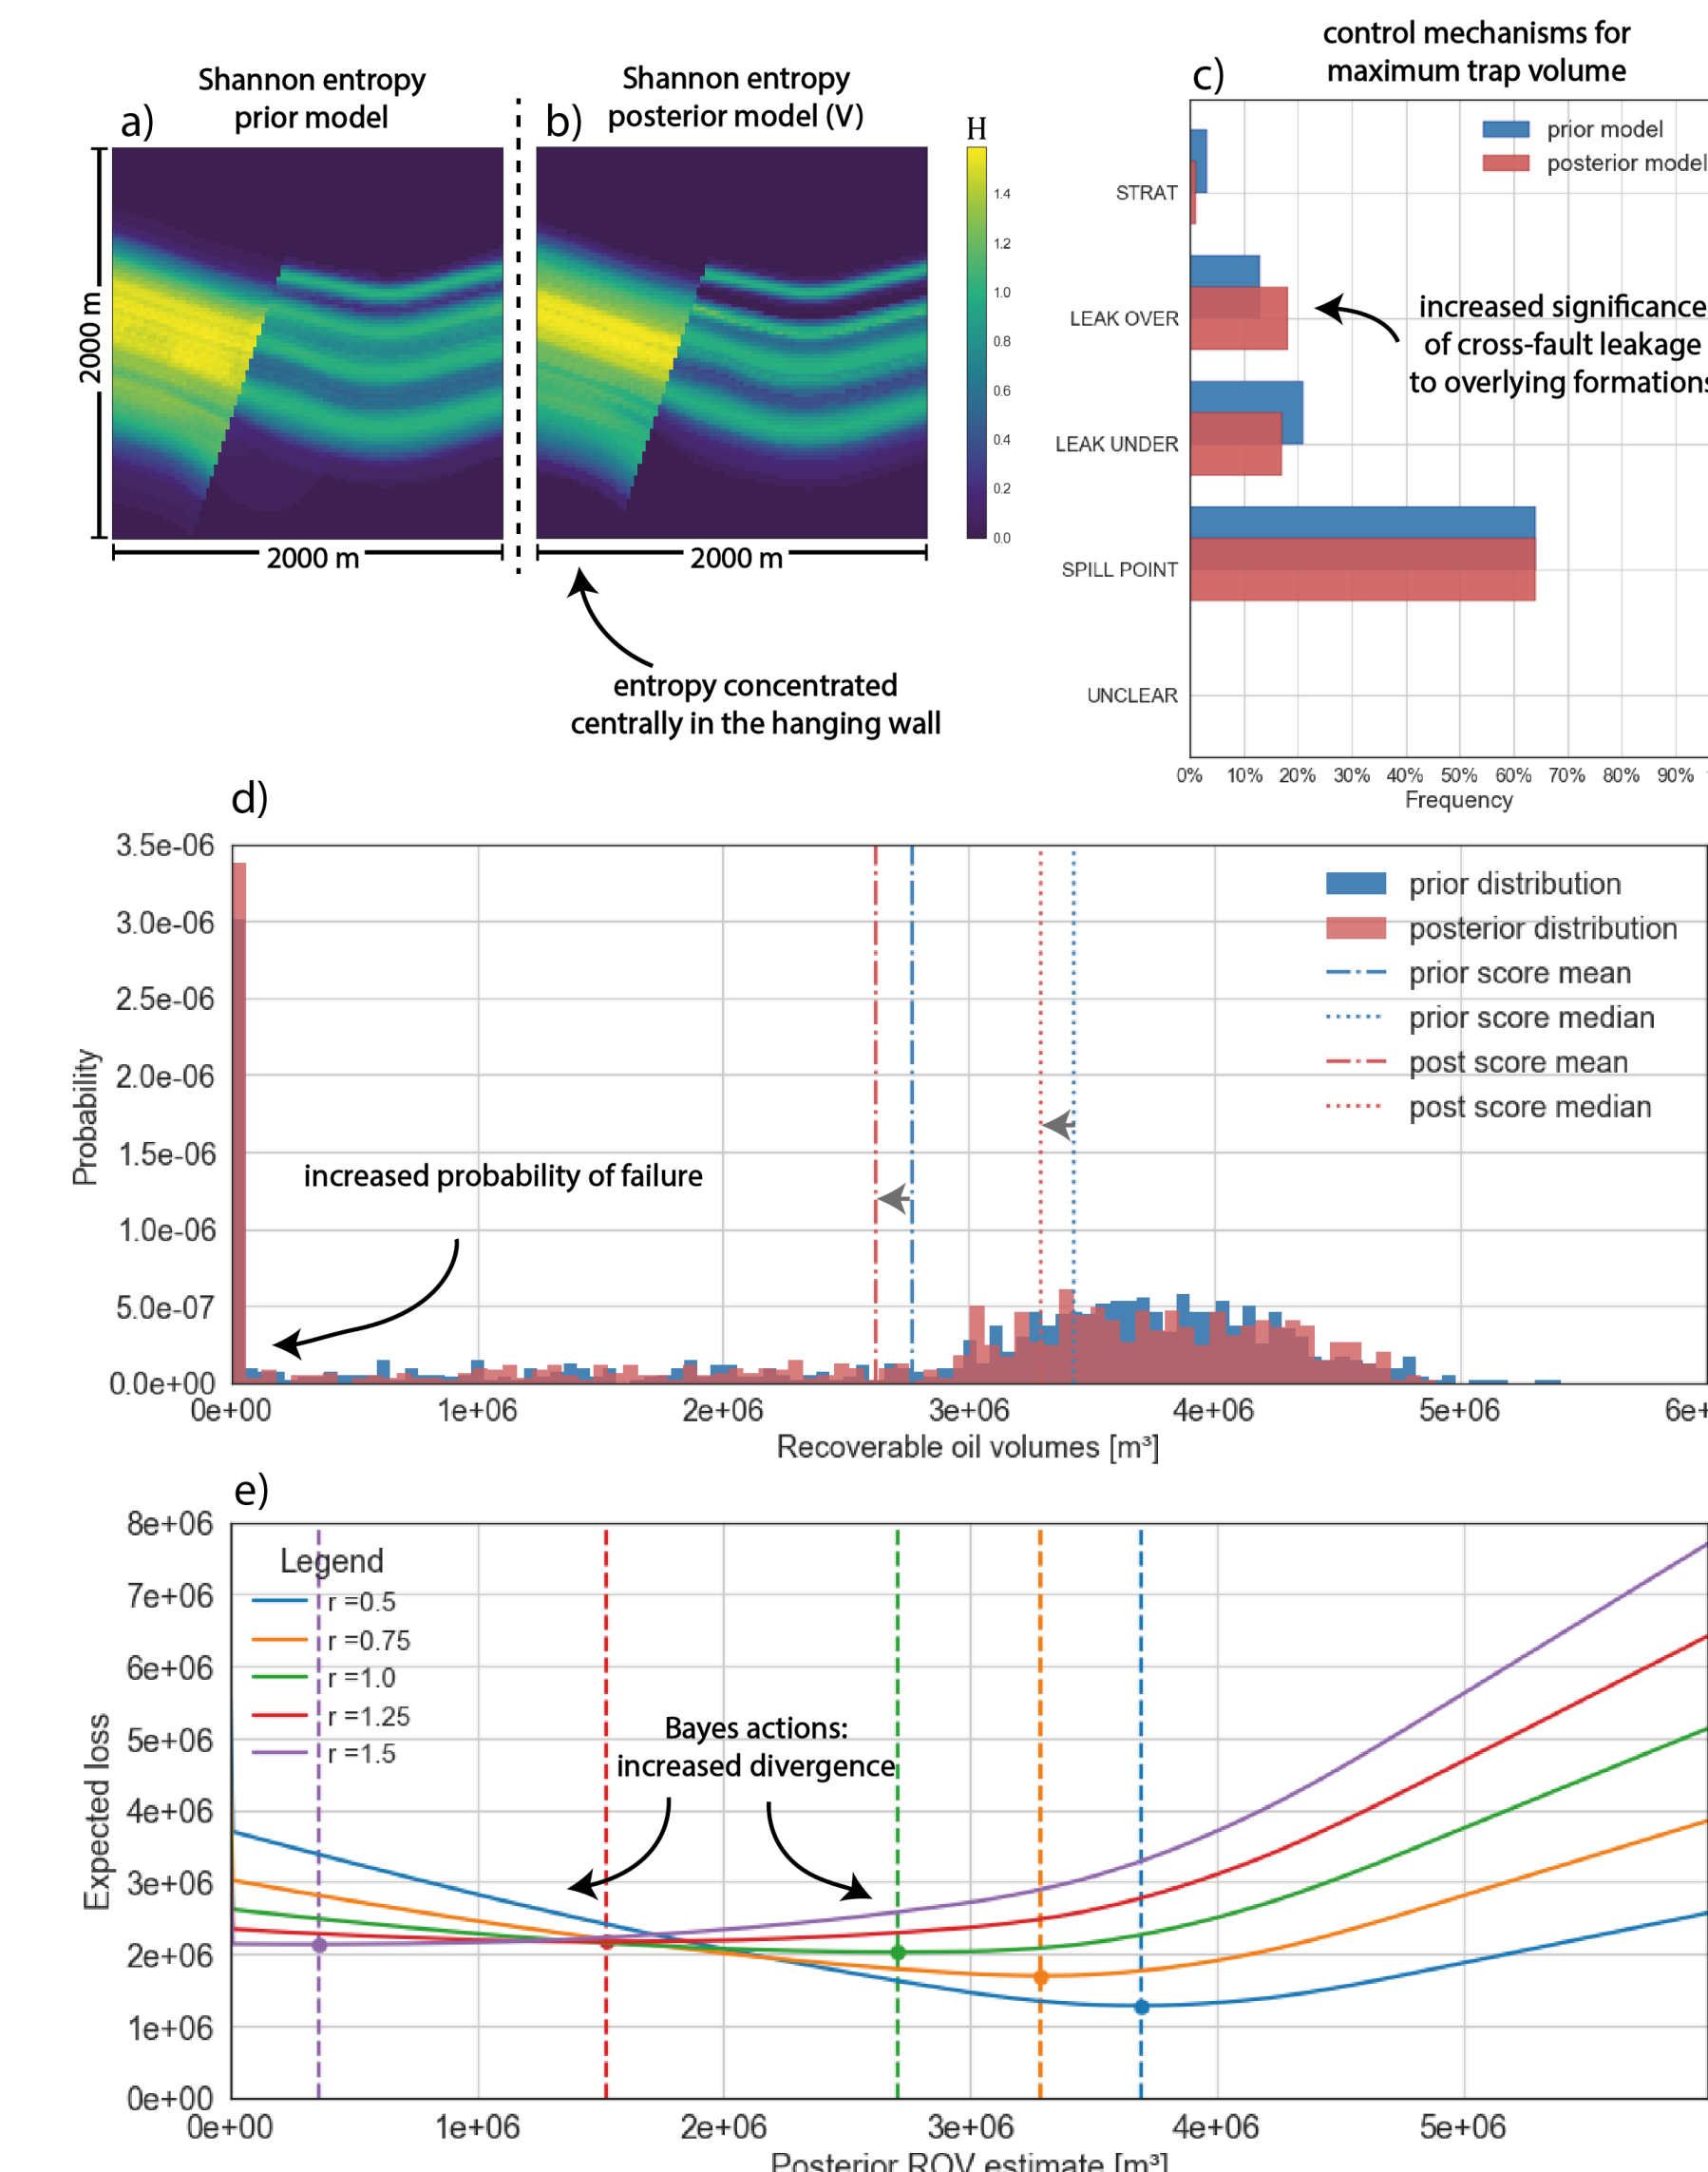 control mechanisms for
maximum trap volume
Shannon entropy
prior model
Shannon entropy
posterior model (V)
a)
b)
c)
H
1.4
1.2
1.0
0.8
0.6
0.4
0.2
0.0
2000 m
2000 m
2000 m
entropy concentrated
centrally in the hanging wall
prior model
posterior model
STRAT
LEAK OVER
LEAK UNDER
SPILL POINT
UNCLEAR
increased significance
of cross-fault leakage
to overlying formations
0% 10% 20% 30% 40% 50% 60% 70% 80% 90%
Frequency
d)
3.5e-06
3.0e-06
2.5e-06
2.0e-06
1.5e-06
1.0e-06
5.0e-07
0.0e+00
Probability
prior distribution
posterior distribution
prior score mean
prior score median
post score mean
post score median
increased probability of failure
0e+00 1e+06 2e+06 3e+06 4e+06 5e+06 6e+
Recoverable oil volumes [m³]
e)
8e+06
7e+06
6e+06
5e+06
4e+06
3e+06
2e+06
1e+06
0e+00
Expected loss
Legend
r =0.5
r =0.75
r =1.0
r =1.25
r =1.5
Bayes actions:
increased divergence
0e+00 1e+06 2e+06 3e+06 4e+06 5e+06
Posterior ROV estimate [m³]